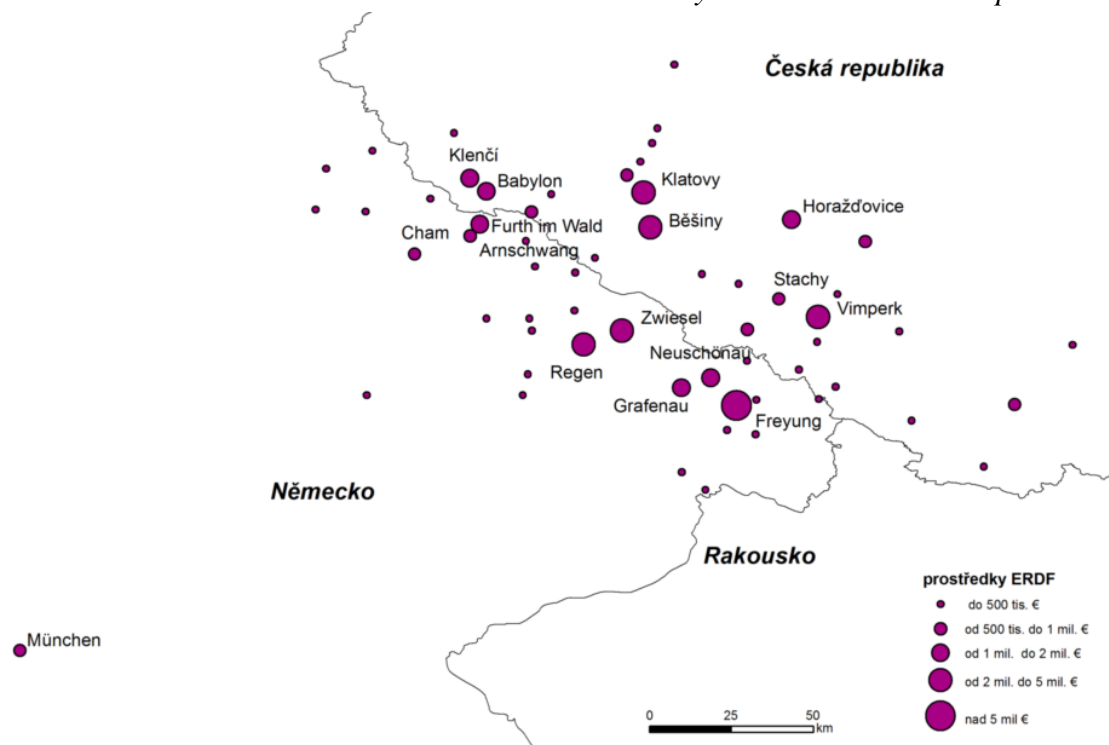 Česká republika
Klenčí
Babylon
Klatovy
Běšiny
Horažďovice
Cham
Furth im Wald
Arnschwang
Stachy
Vimperk
Zwiesel
Neuschönau
Regen
Grafenau
Freyung
Německo
Rakousko
München
prostředky ERDF
do 500 tis. €
od 500 tis. do 1 mil. €
od 1 mil. do 2 mil. €
od 2 mil. do 5 mil. €
nad 5 mil €
0 25 50
km